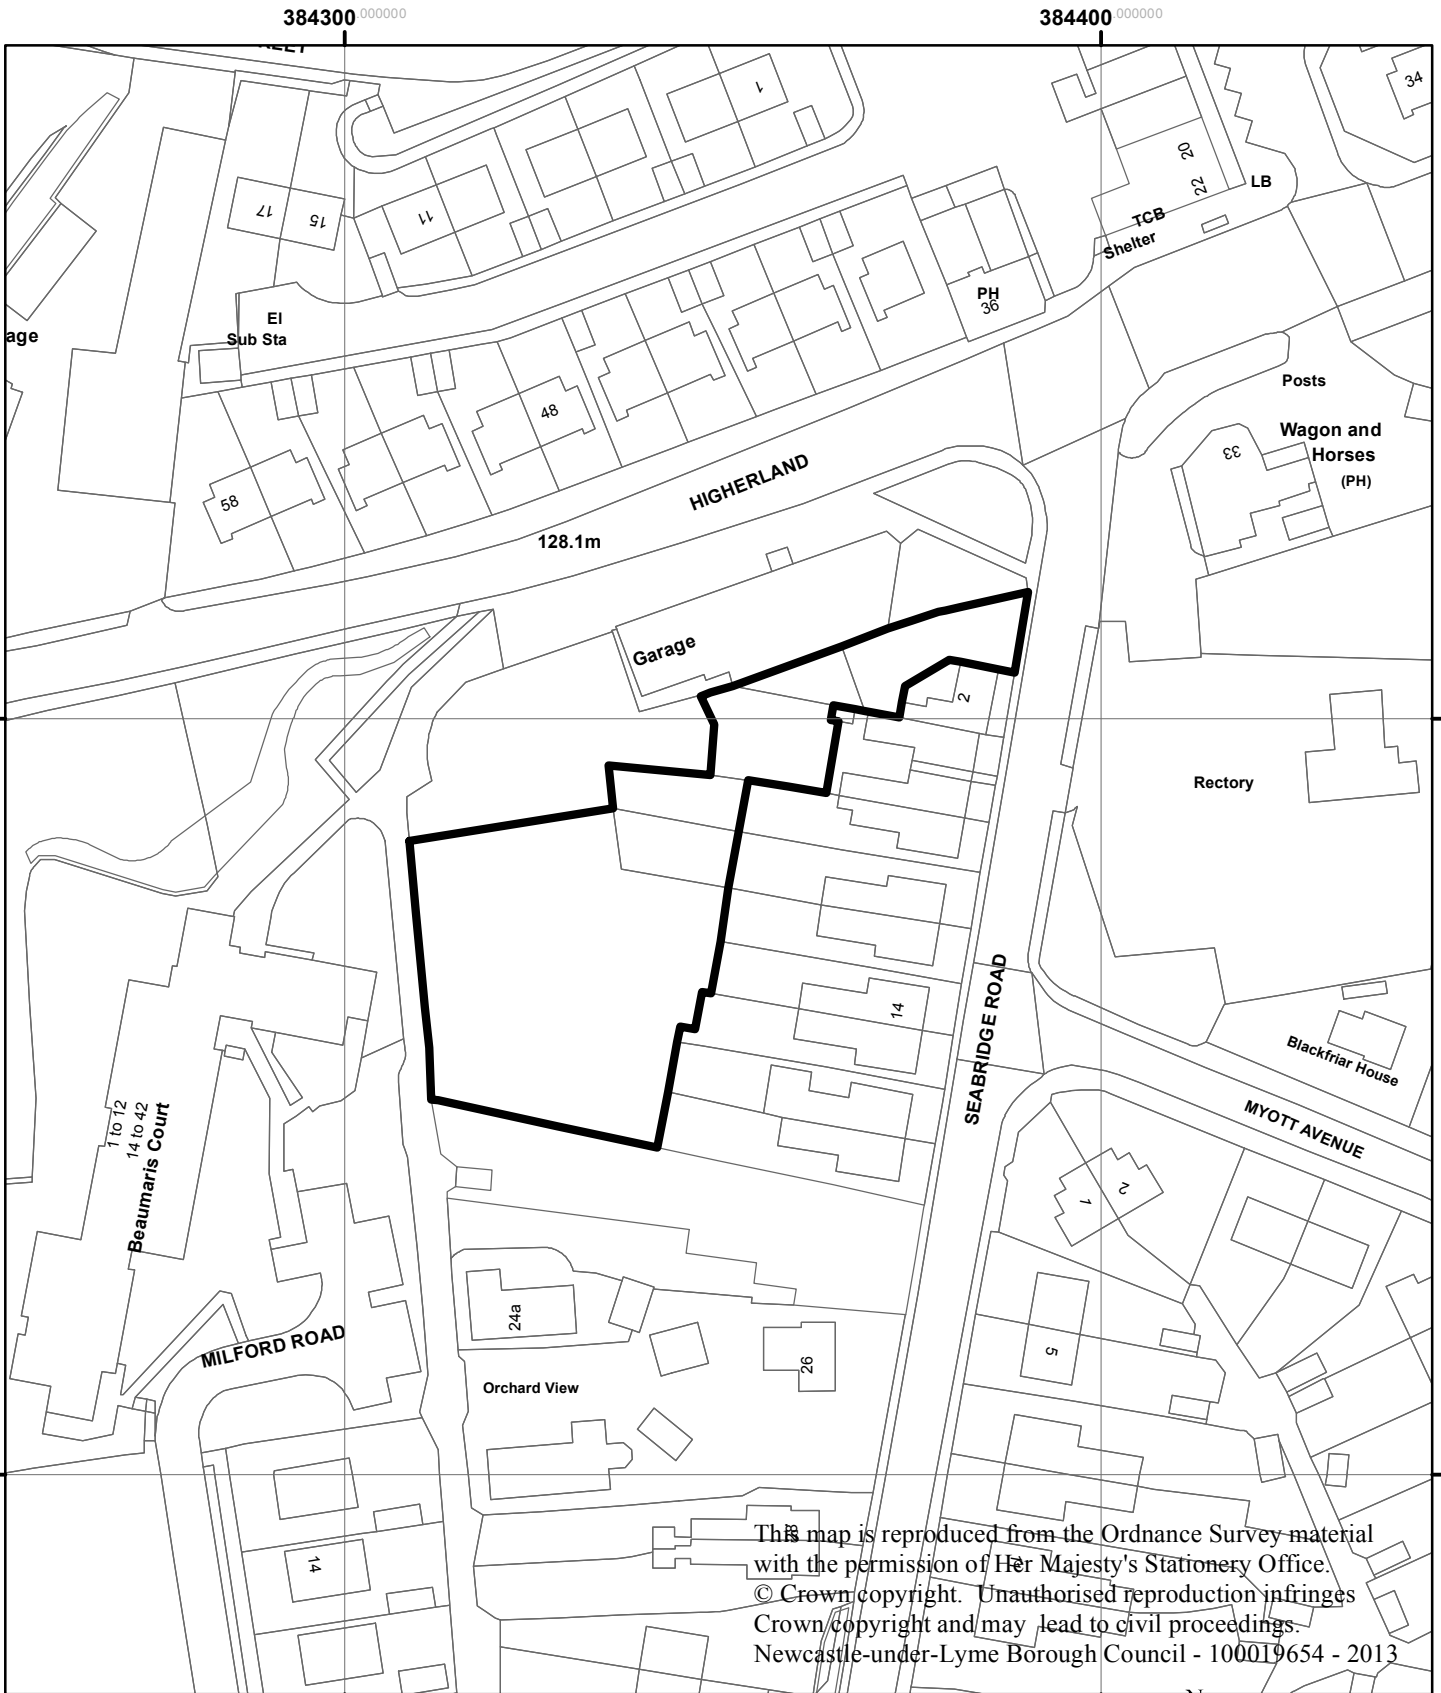 384300.000000
384400.000000
1
34
20
22
LB
17
15
11
TCB
Shelter
PH
36
El
Sub Sta
age
Posts
48
Wagon and
Horses
(PH)
33
HIGHERLAND
58
128.1m
Garage
2
Rectory
14
SEABRIDGE ROAD
Blackfriar House
MYOTT AVENUE
1 to 12
14 to 42
Beaumaris Court
1
2
24a
MILFORD ROAD
26
5
Orchard View
14
This map is reproduced from the Ordnance Survey material
with the permission of Her Majesty's Stationery Office.
© Crown copyright. Unauthorised reproduction infringes
Crown copyright and may lead to civil proceedings.
Newcastle-under-Lyme Borough Council - 100019654 - 2013